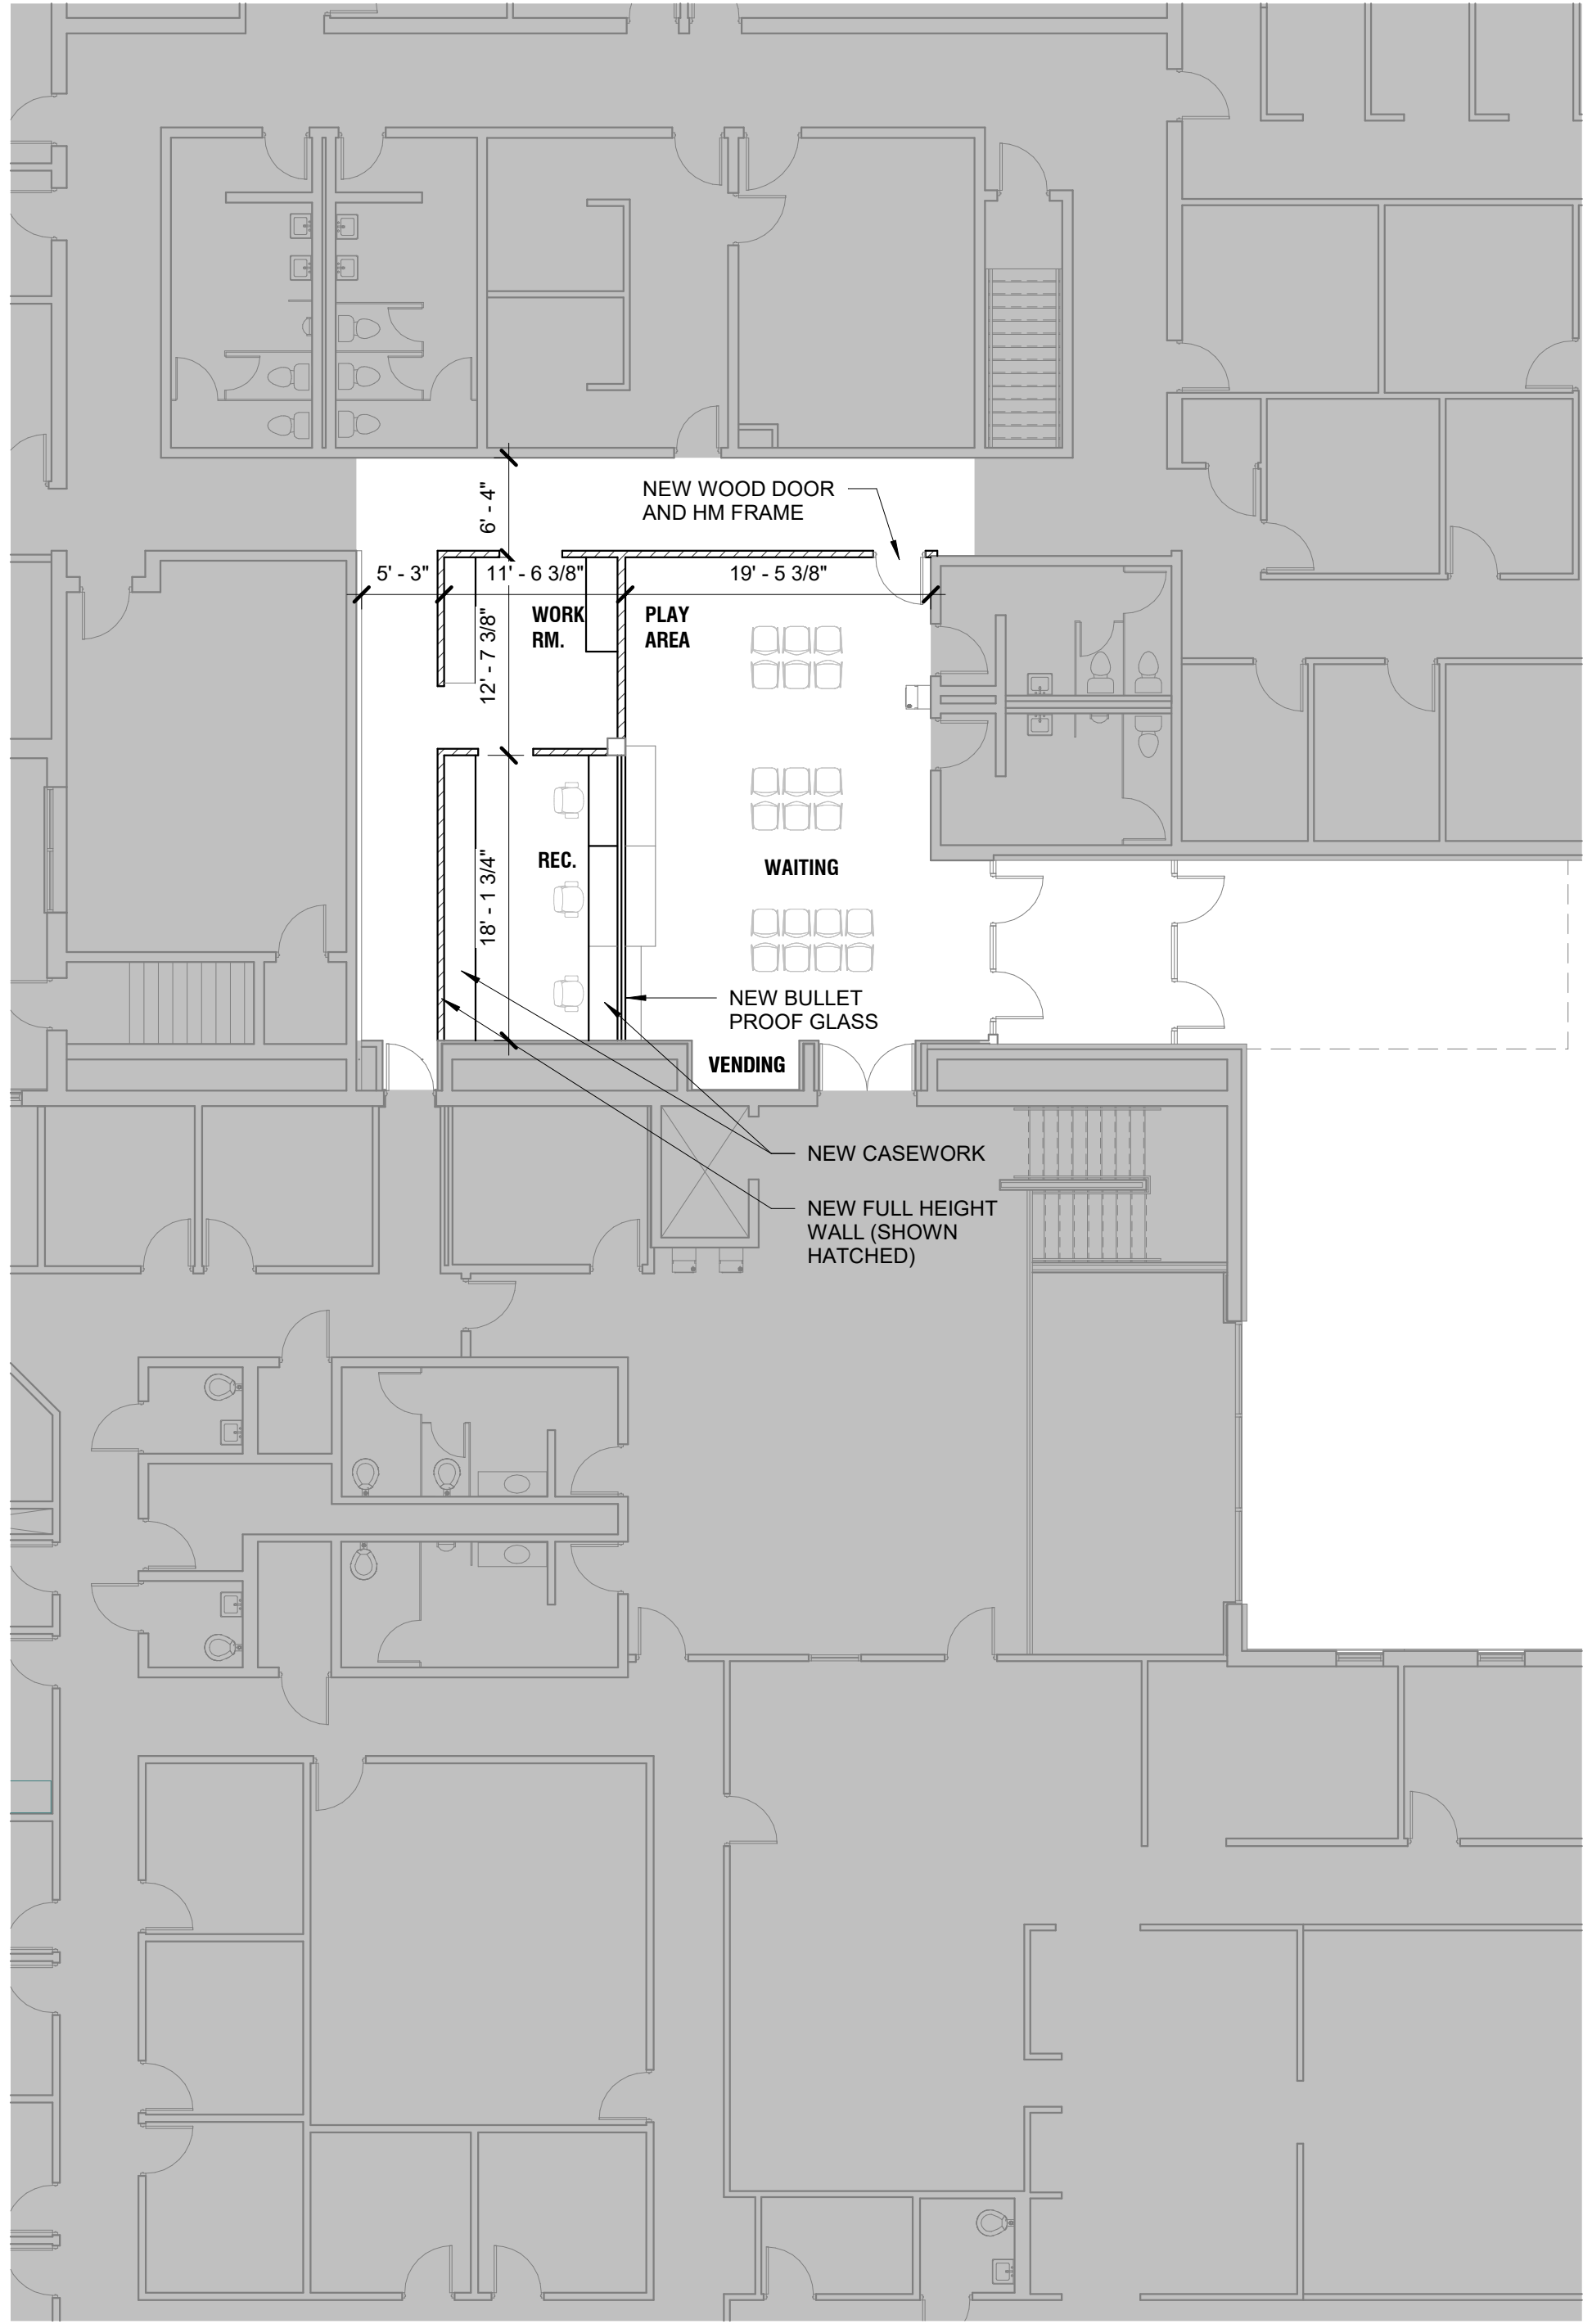 NEW WOOD DOOR
AND HM FRAME
6' - 4"
5' - 3"
11' - 6 3/8"
19' - 5 3/8"
WORK
RM.
PLAY
AREA
12' - 7 3/8"
REC.
WAITING
18' - 1 3/4"
NEW BULLET
PROOF GLASS
VENDING
NEW CASEWORK
NEW FULL HEIGHT
WALL (SHOWN
HATCHED)